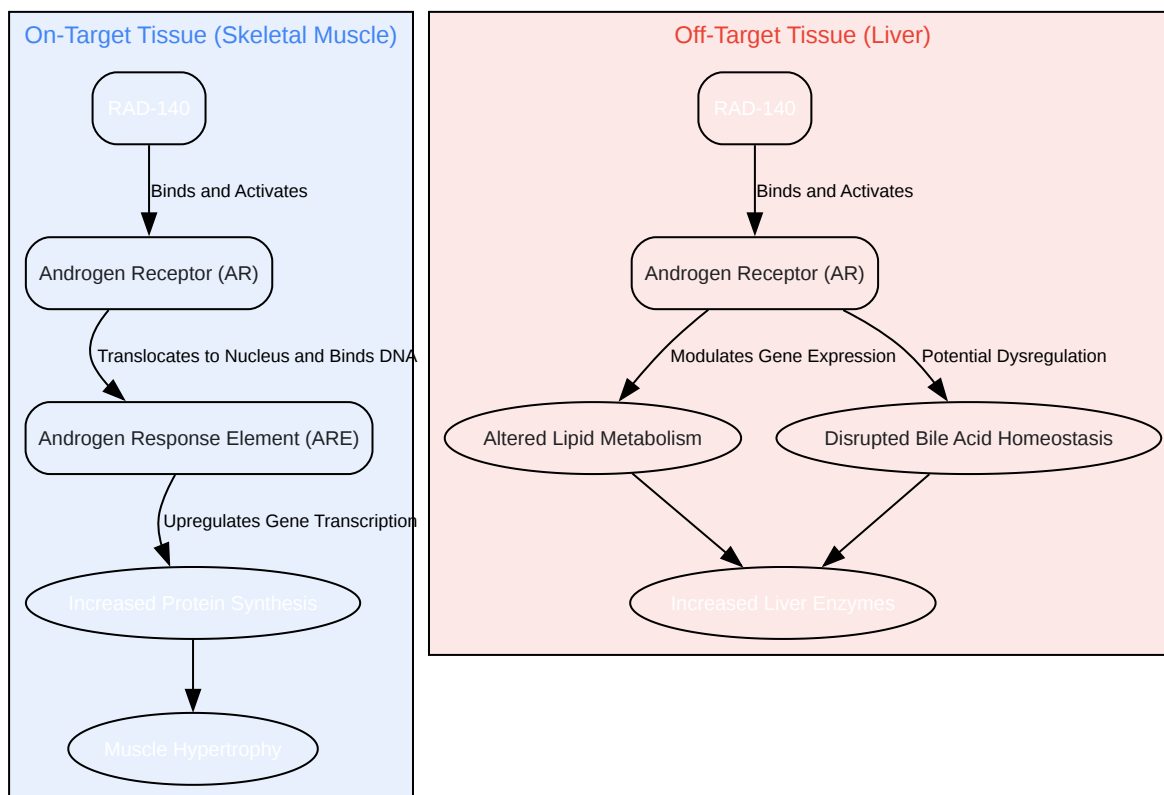 On-Target Tissue (Skeletal Muscle)
RAD-140
Binds and Activates
Androgen Receptor (AR)
Translocates to Nucleus and Binds DNA
Androgen Response Element (ARE)
Upregulates Gene Transcription
Increased Protein Synthesis
Muscle Hypertrophy
Off-Target Tissue (Liver)
RAD-140
Binds and Activates
Androgen Receptor (AR)
Modulates Gene Expression
Potential Dysregulation
Altered Lipid Metabolism
Disrupted Bile Acid Homeostasis
Increased Liver Enzymes